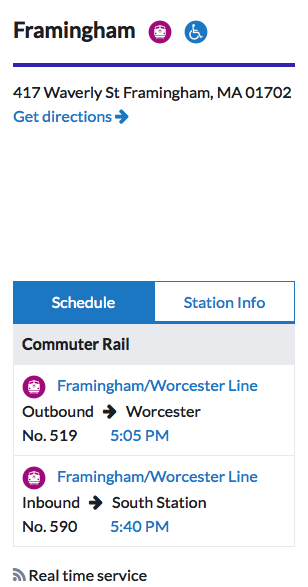 Framingham
417 Waverly St Framingham, MA 01702
Get directions
Schedule
Station Info
Commuter Rail
Framingham/Worcester Line
Outbound → Worcester
No. 519 5:05 PM
Framingham/Worcester Line
Inbound → South Station
No. 590 5:40 PM
Real time service